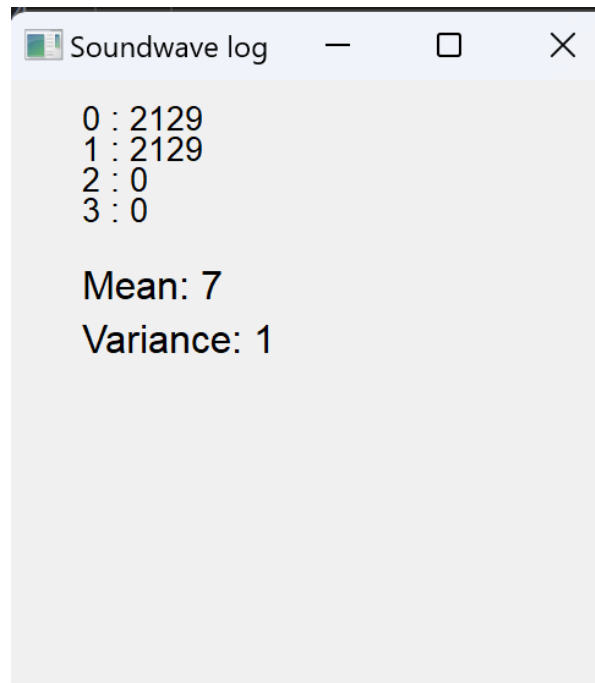 Soundwave log
0 : 2129
1 : 2129
2 : 0
3 : 0
Mean: 7
Variance: 1